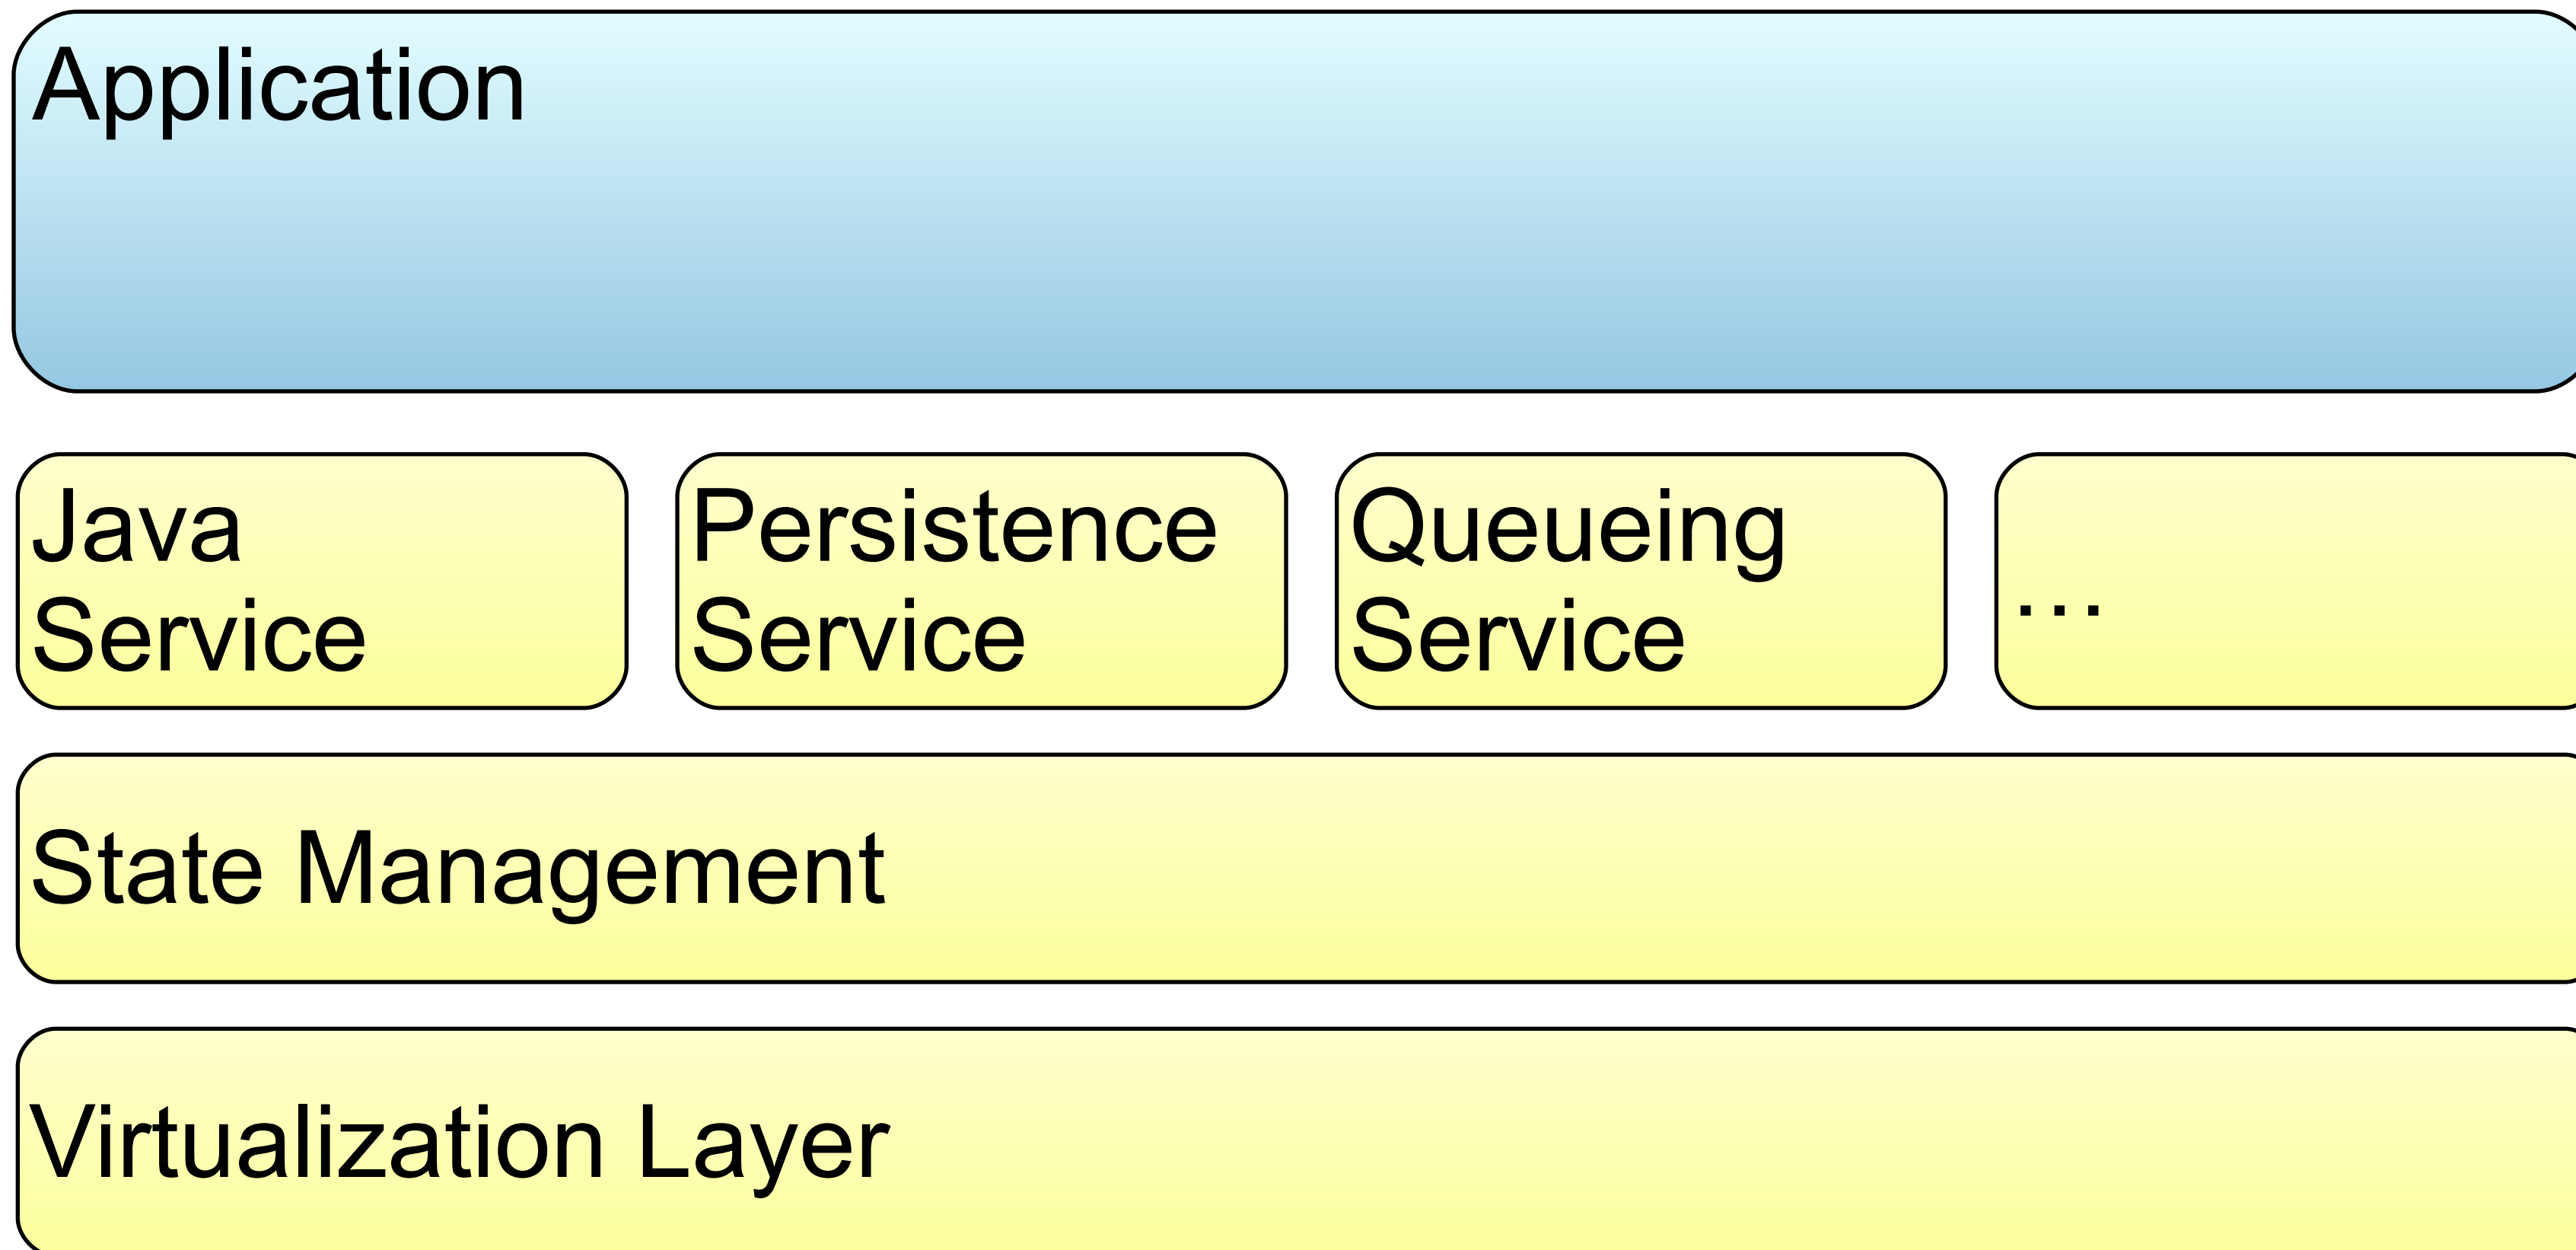 Application
Java
Service
Persistence
Service
Queueing
Service
...
State Management
Virtualization Layer